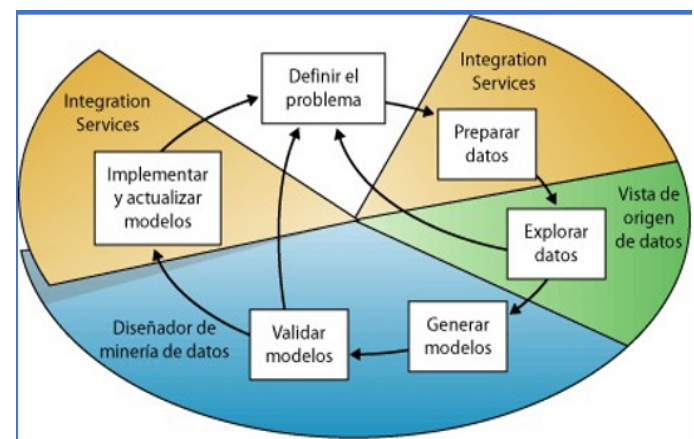 Definir el
problema
Integration
Services
Preparar
datos
Vista de
origen
de datos
Explorar
datos
Generar
modelos
Validar
modelos
Diseñador de
minería de datos
Implementar
y actualizar
modelos
Integration
Services